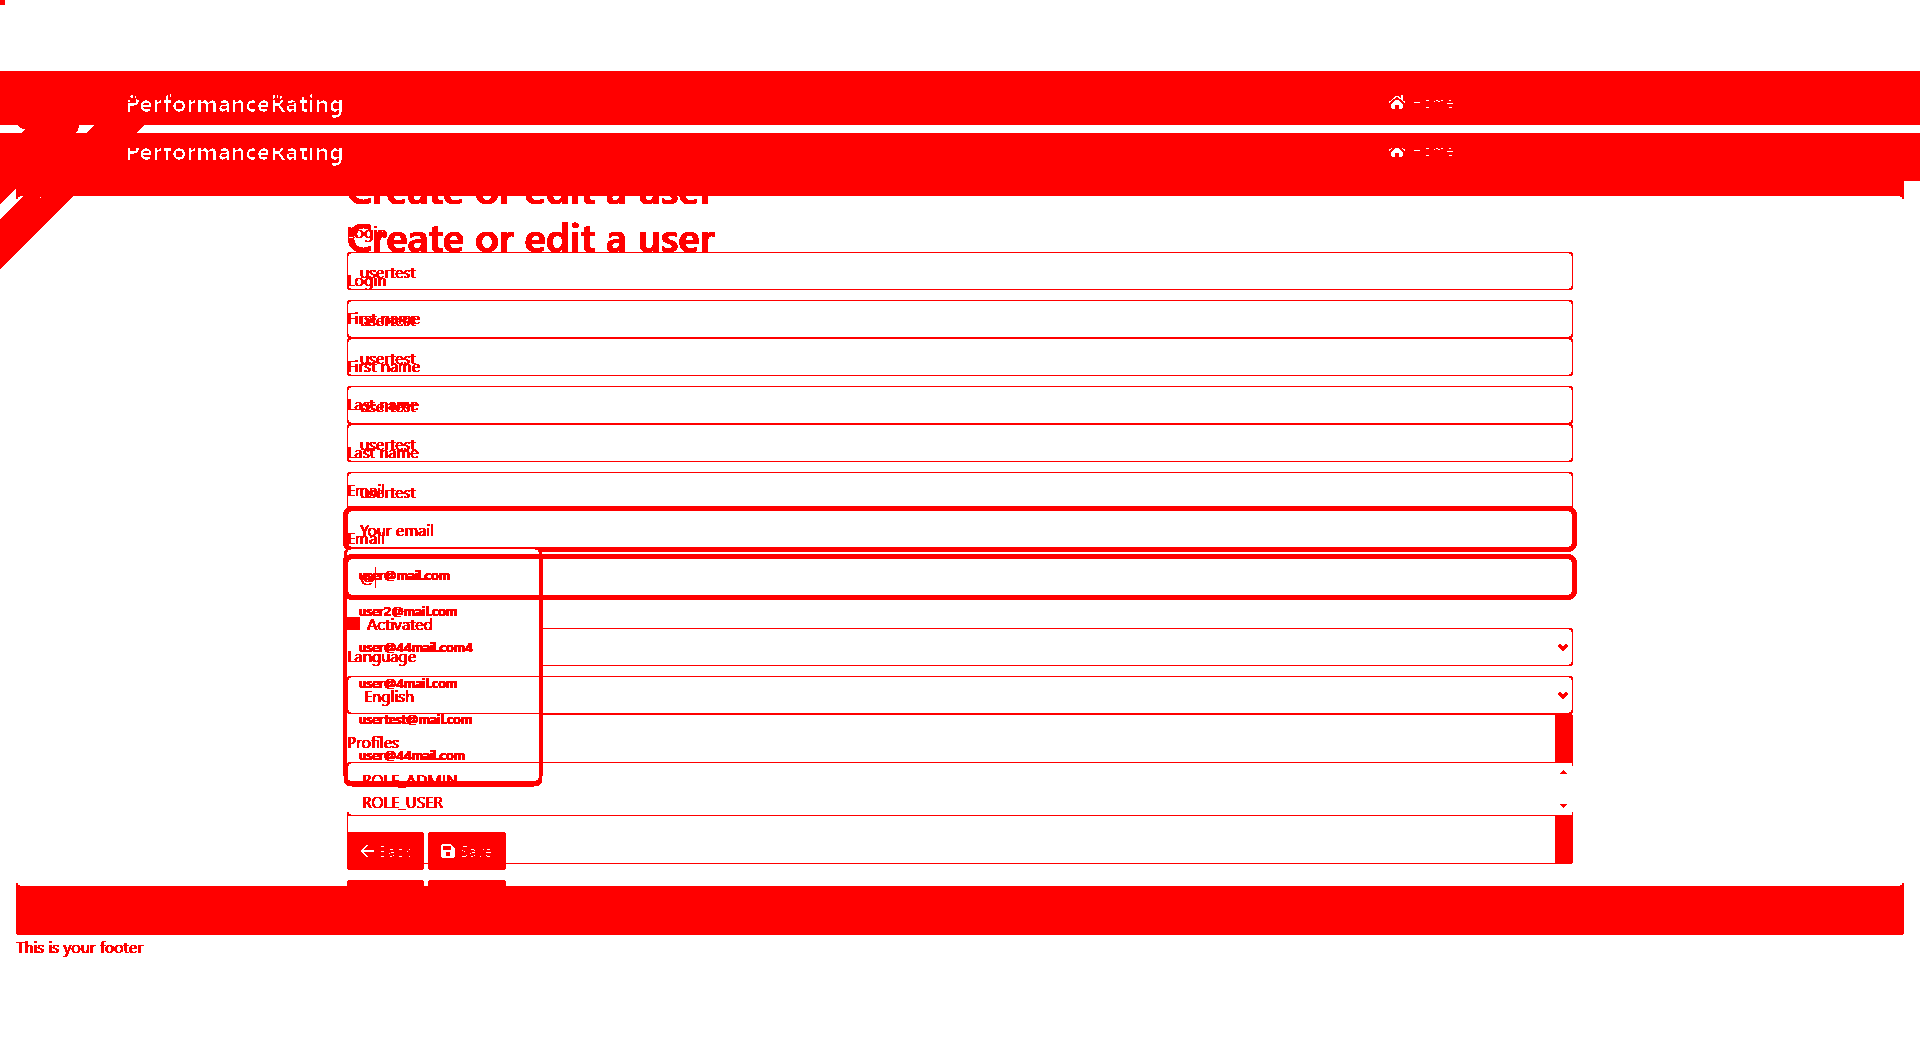 PerformanceRating Home
PerformanceRating Home
Create or edit a user
Login
Create or edit a user
usertest
Login
First name
usertest
usertest
First name
Last name
usertest
usertest
Last name
Email
usertest
Your email
Email
@
user@mail.com
user2@mail.com
Activated
user@44mail.com4
Language
user@4mail.com
English
usertest@mail.com
Profiles
user@44mail.com
ROLE_ADMIN
ROLE_USER
Back Save
This is your footer